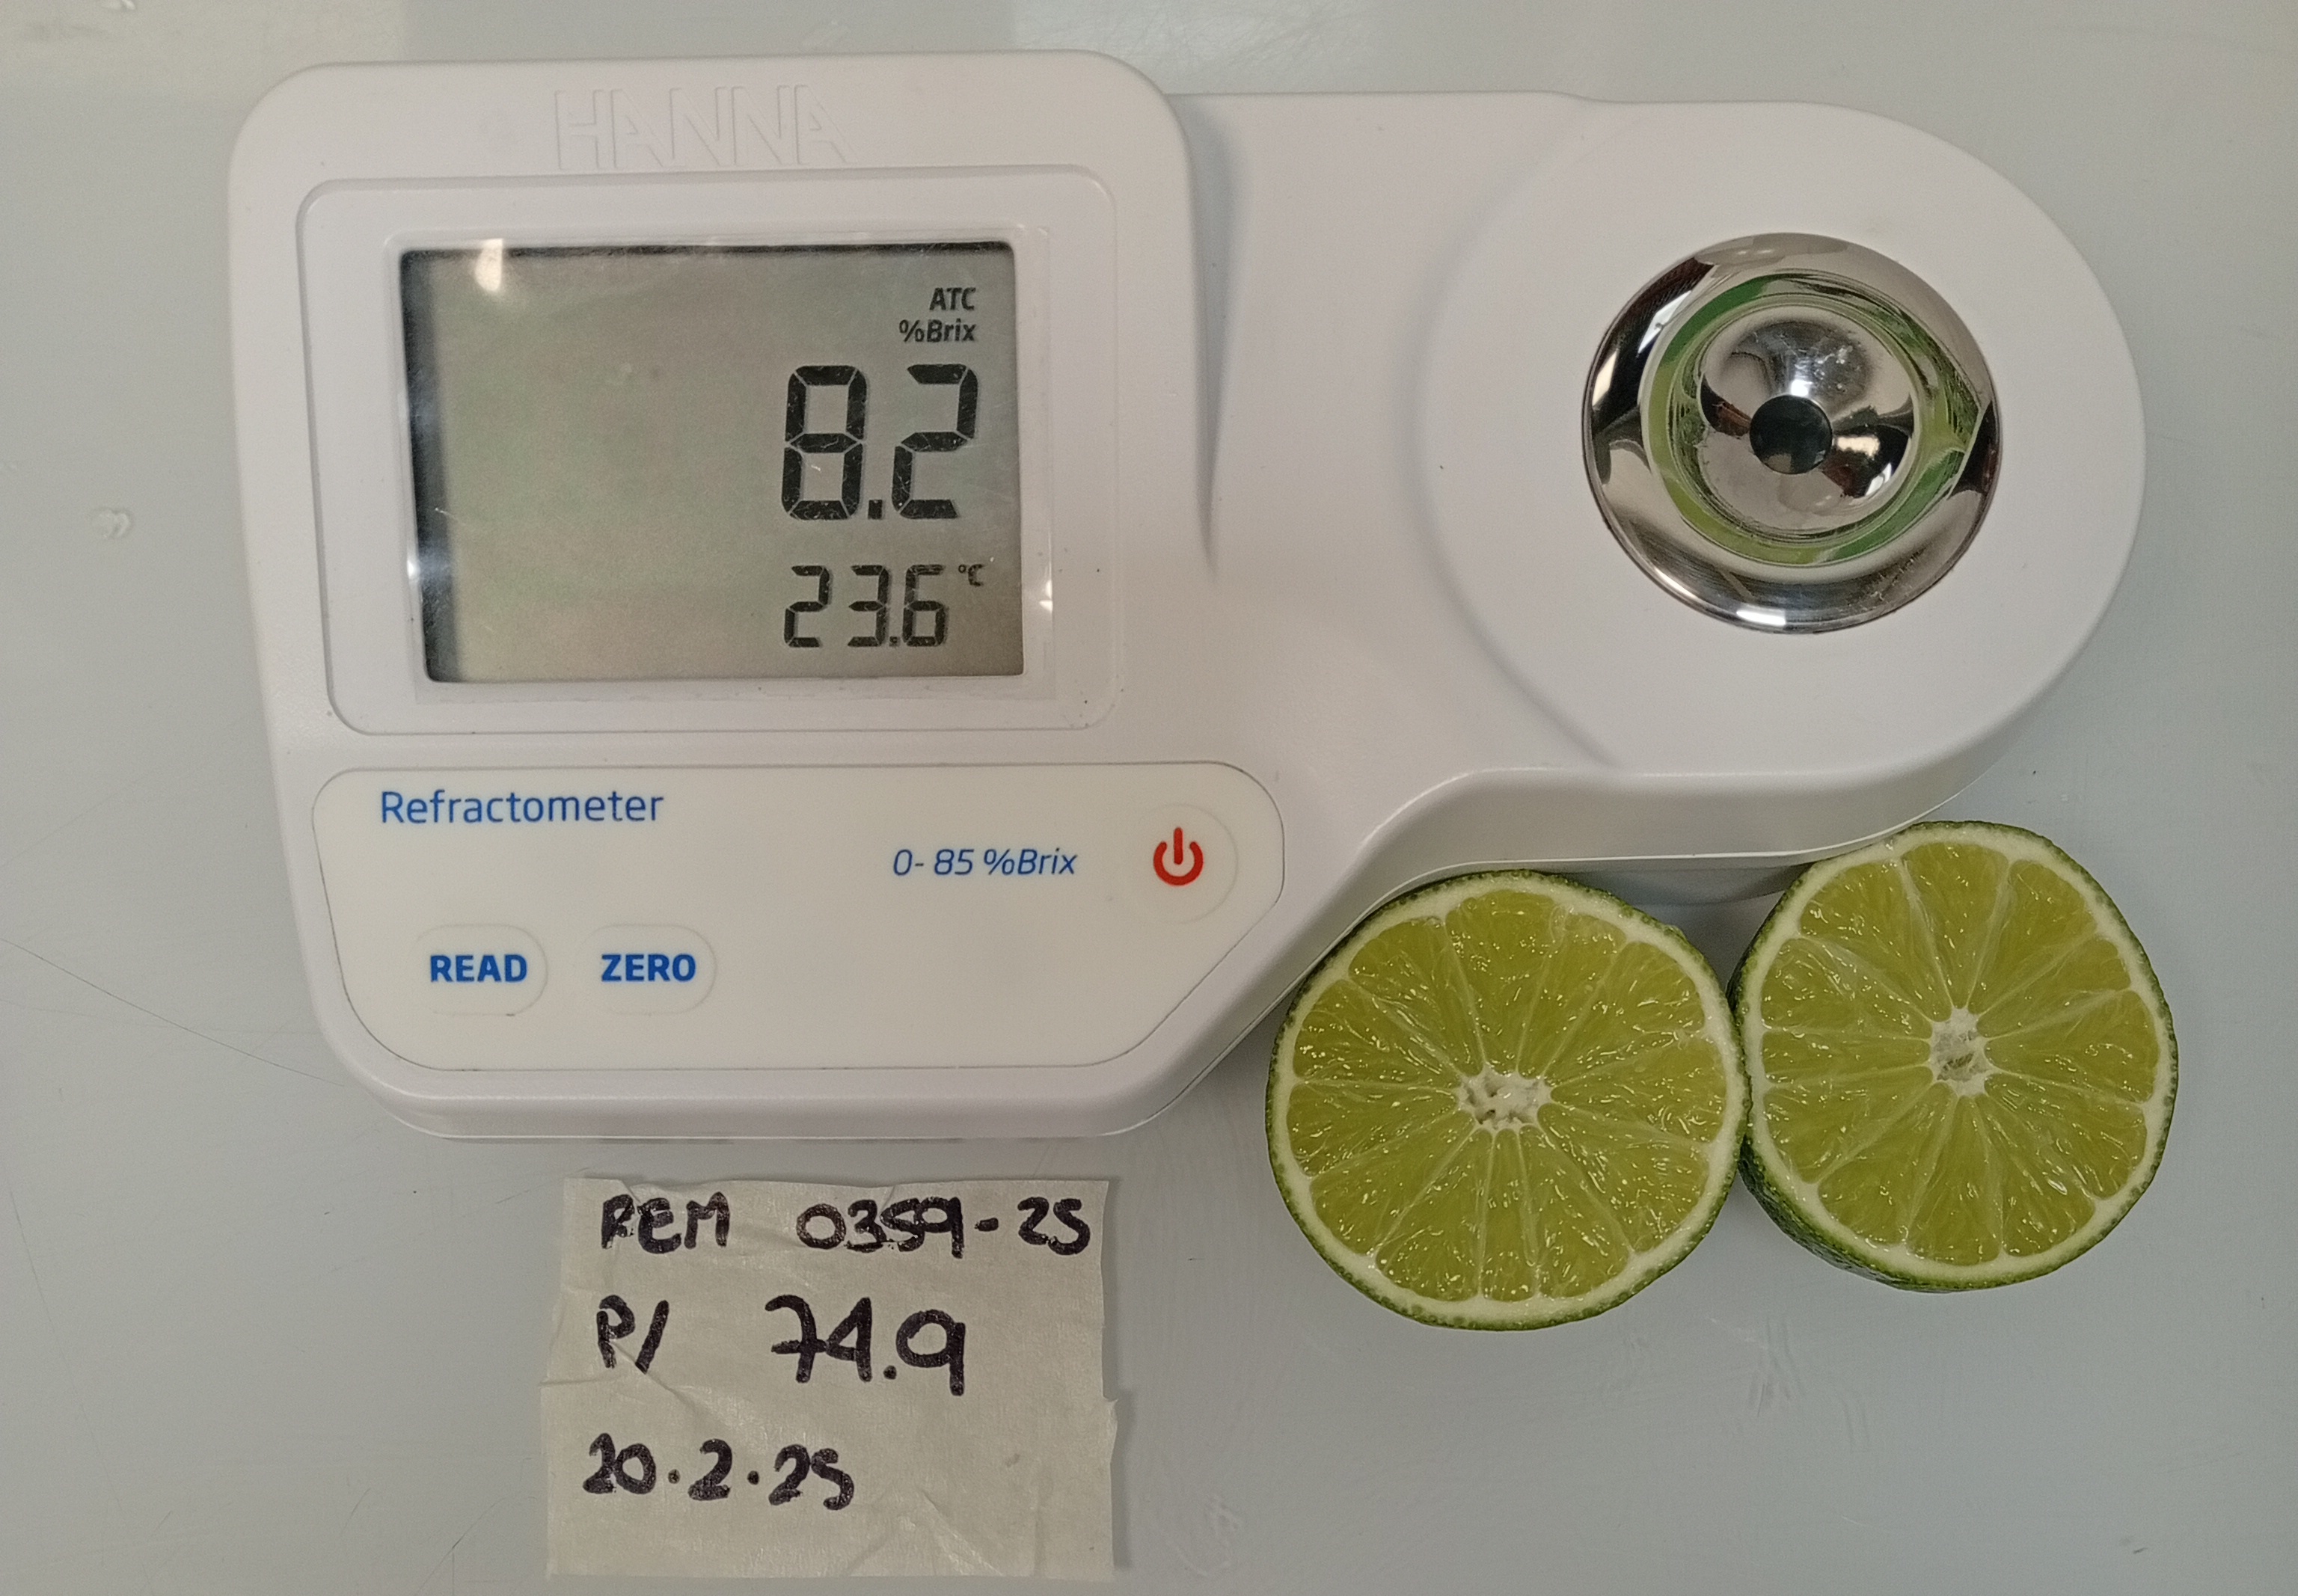 HANNA
ATC
%Brix
8.2
23.6 °C
Refractometer
0-85 %Brix
READ ZERO
REM 0359-25
P/ 74.9
20.2.25